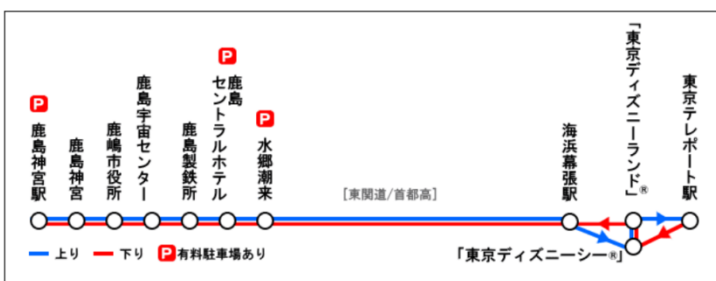 P
鹿島神宮駅
鹿島神宮
鹿嶋市役所
鹿島宇宙センター
鹿島製鉄所
P
鹿島
セントラルホテル
P
水郷潮来
[東関道/首都高]
海浜幕張駅
「東京ディズニーランド」®
東京テレポート駅
「東京ディズニーシー®」
上り 下り P有料駐車場あり